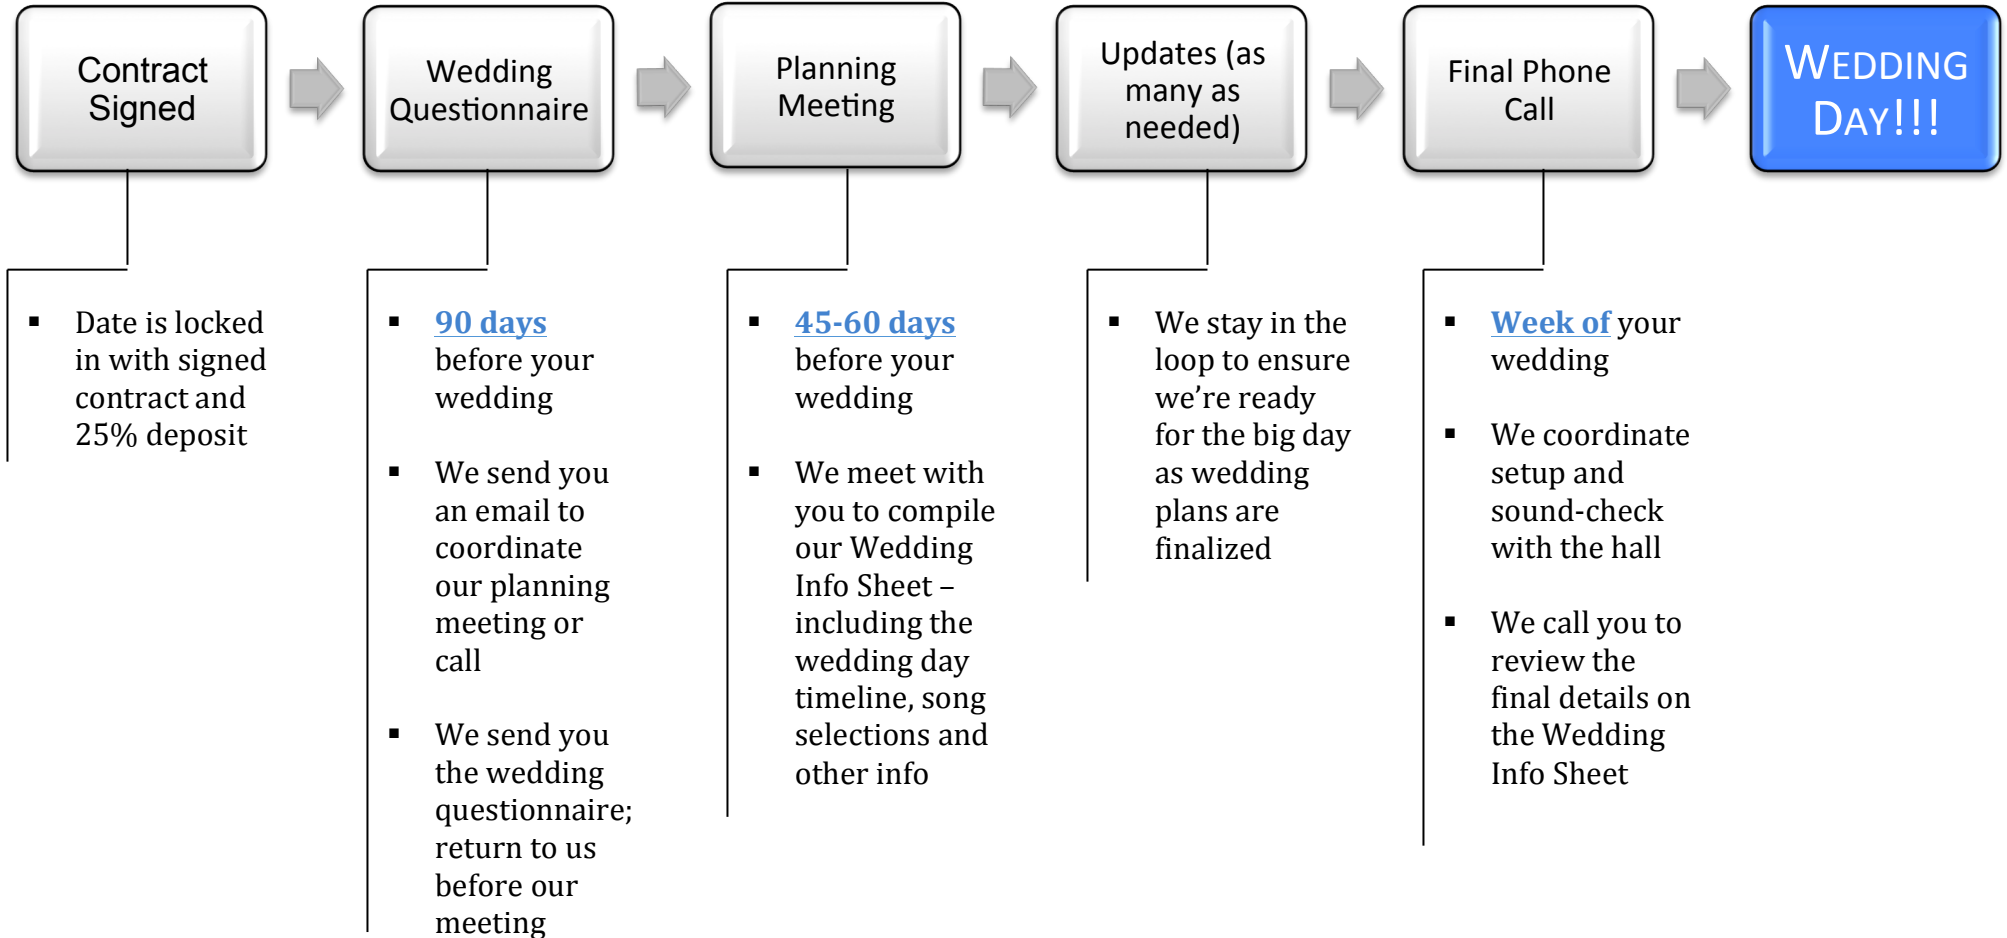 Contract
Signed
Wedding
Questionnaire
Planning
Meeting
Updates (as
many as
needed)
Final Phone
Call
WEDDING
DAY!!!
▪ Date is locked
in with signed
contract and
25% deposit
▪ 90 days
before your
wedding
▪ We send you
an email to
coordinate
our planning
meeting or
call
▪ We send you
the wedding
questionnaire;
return to us
before our
meeting
▪ 45-60 days
before your
wedding
▪ We meet with
you to compile
our Wedding
Info Sheet –
including the
wedding day
timeline, song
selections and
other info
▪ We stay in the
loop to ensure
we’re ready
for the big day
as wedding
plans are
finalized
▪ Week of your
wedding
▪ We coordinate
setup and
sound-check
with the hall
▪ We call you to
review the
final details on
the Wedding
Info Sheet